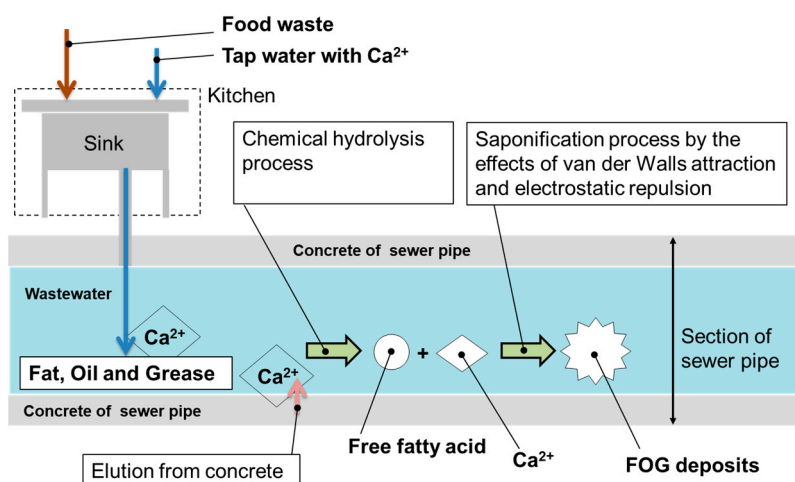 Food waste
Tap water with Ca²⁺
Kitchen
Sink
Chemical hydrolysis
process
Saponification process by the
effects of van der Walls attraction
and electrostatic repulsion
Concrete of sewer pipe
Wastewater
Ca²⁺
Fat, Oil and Grease
Ca²⁺
+
Section of
sewer pipe
Concrete of sewer pipe
Free fatty acid
Ca²⁺
FOG deposits
Elution from concrete